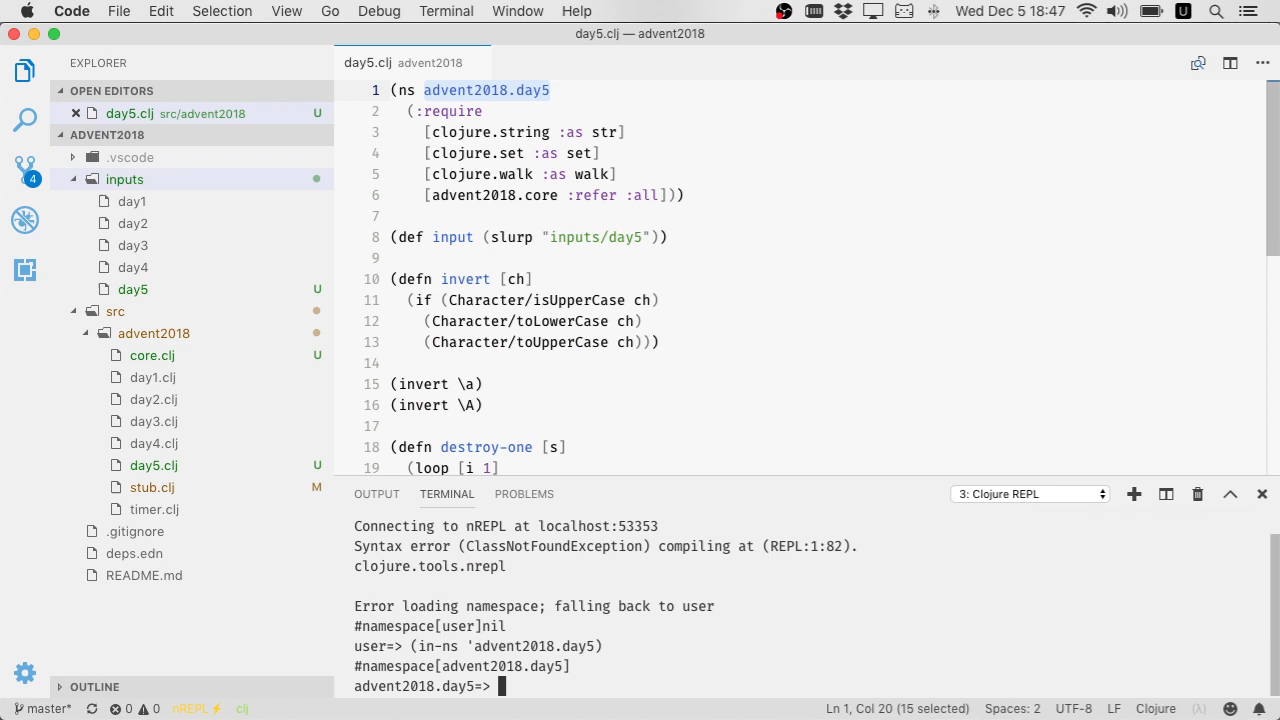 Code File Edit Selection View Go Debug Terminal Window Help Wed Dec 5 18:47 U
day5.clj — advent2018
EXPLORER
OPEN EDITORS
day5.clj src/advent2018 U
ADVENT2018
.vscode
inputs
day1
day2
day3
day4
day5 U
src
advent2018
core.clj U
day1.clj
day2.clj
day3.clj
day4.clj
day5.clj U
stub.clj M
timer.clj
.gitignore
deps.edn
README.md
OUTLINE
4
day5.clj advent2018
1 (ns advent2018.day5
2 (:require
3 [clojure.string :as str]
4 [clojure.set :as set]
5 [clojure.walk :as walk]
6 [advent2018.core :refer :all]))
7
8 (def input (slurp "inputs/day5"))
9
10 (defn invert [ch]
11 (if (Character/isUpperCase ch)
12 (Character/toLowerCase ch)
13 (Character/toUpperCase ch)))
14
15 (invert \a)
16 (invert \A)
17
18 (defn destroy-one [s]
19 (loop [i 1]
OUTPUT TERMINAL PROBLEMS 3: Clojure REPL
Connecting to nREPL at localhost:53353
Syntax error (ClassNotFoundException) compiling at (REPL:1:82).
clojure.tools.nrepl
Error loading namespace; falling back to user
#namespace[user]nil
user=> (in-ns 'advent2018.day5)
#namespace[advent2018.day5]
advent2018.day5=>
master* 0 0 nREPL⚡ clj Ln 1, Col 20 (15 selected) Spaces: 2 UTF-8 LF Clojure (λ)